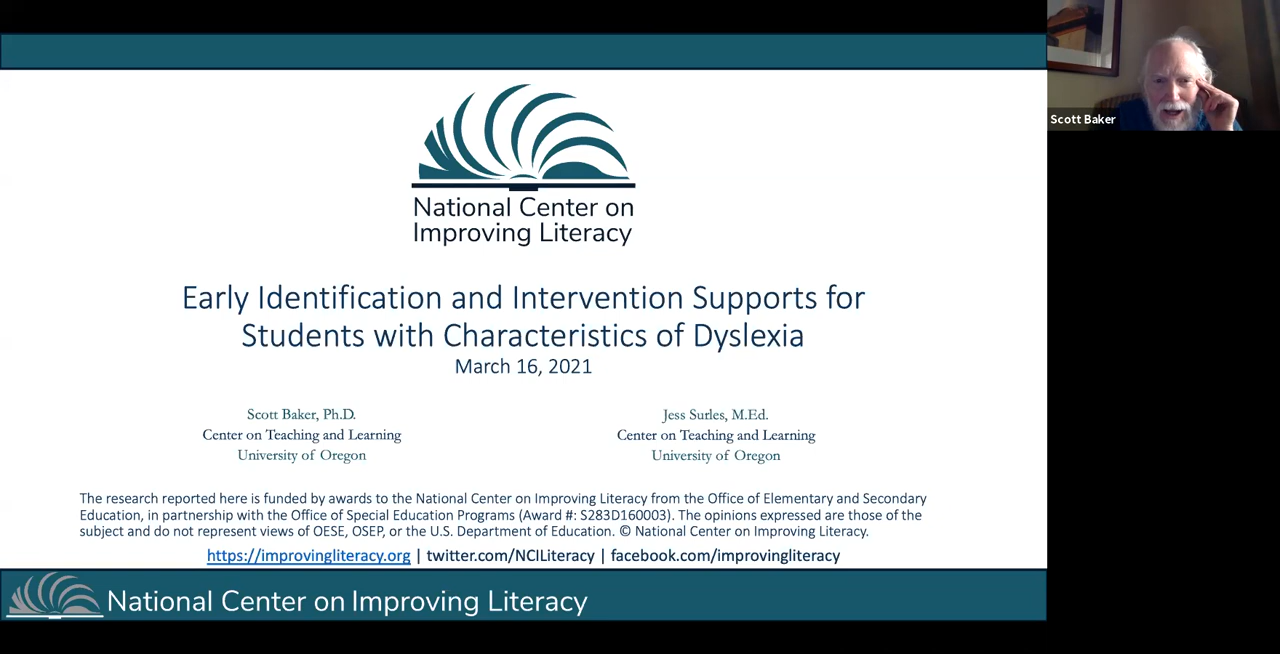 National Center on
Improving Literacy
Scott Baker
Early Identification and Intervention Supports for
Students with Characteristics of Dyslexia
March 16, 2021
Scott Baker, Ph.D.
Center on Teaching and Learning
University of Oregon
Jess Surles, M.Ed.
Center on Teaching and Learning
University of Oregon
The research reported here is funded by awards to the National Center on Improving Literacy from the Office of Elementary and Secondary
Education, in partnership with the Office of Special Education Programs (Award #: S283D160003). The opinions expressed are those of the
subject and do not represent views of OESE, OSEP, or the U.S. Department of Education. © National Center on Improving Literacy.
https://improvingliteracy.org | twitter.com/NCILiteracy | facebook.com/improvingliteracy
National Center on Improving Literacy